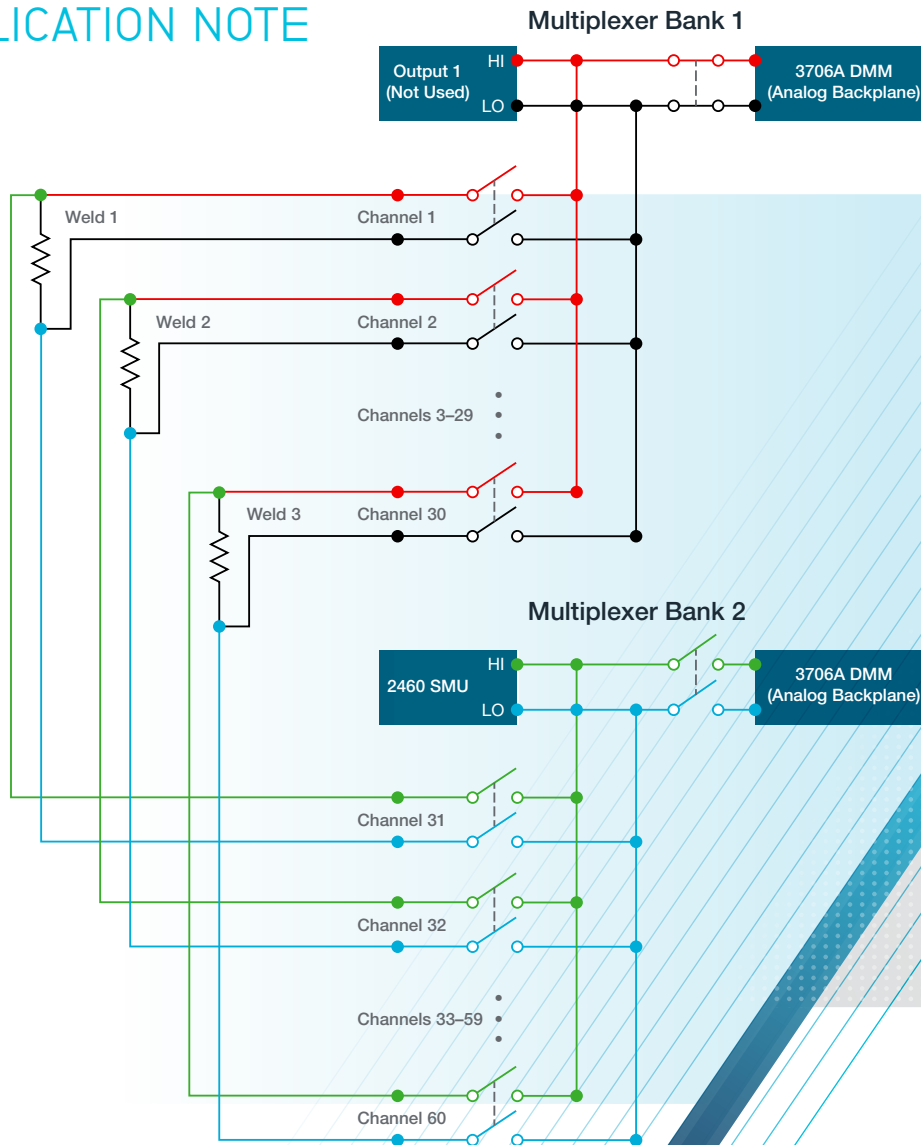 LICATION NOTE
Multiplexer Bank 1
Output 1
(Not Used)
HI
LO
3706A DMM
(Analog Backplane)
Weld 1
Channel 1
Weld 2
Channel 2
Channels 3–29
Weld 3
Channel 30
Multiplexer Bank 2
2460 SMU
HI
LO
3706A DMM
(Analog Backplane)
Channel 31
Channel 32
Channels 33–59
Channel 60